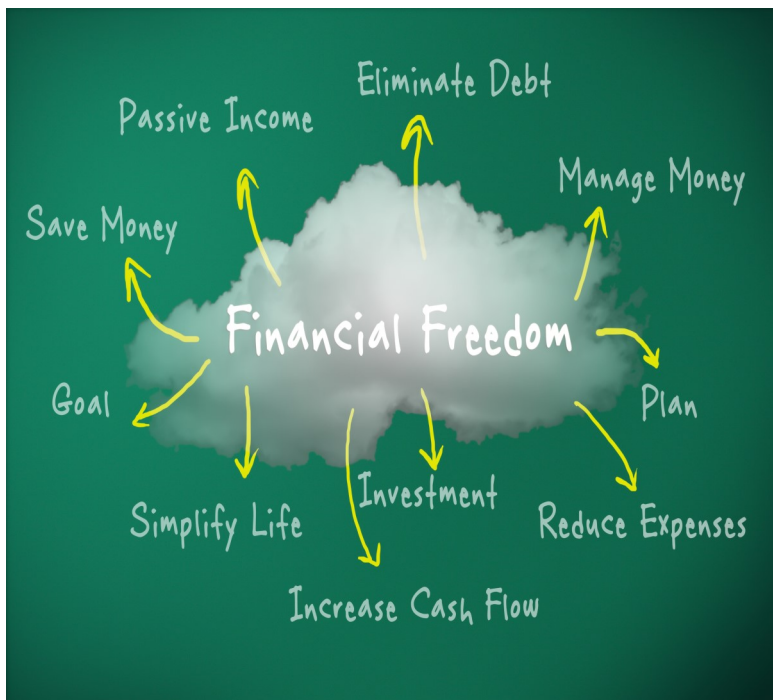 Eliminate Debt
Passive Income
Manage Money
Save Money
Financial Freedom
Goal
Plan
Investment
Simplify Life
Reduce Expenses
Increase Cash Flow